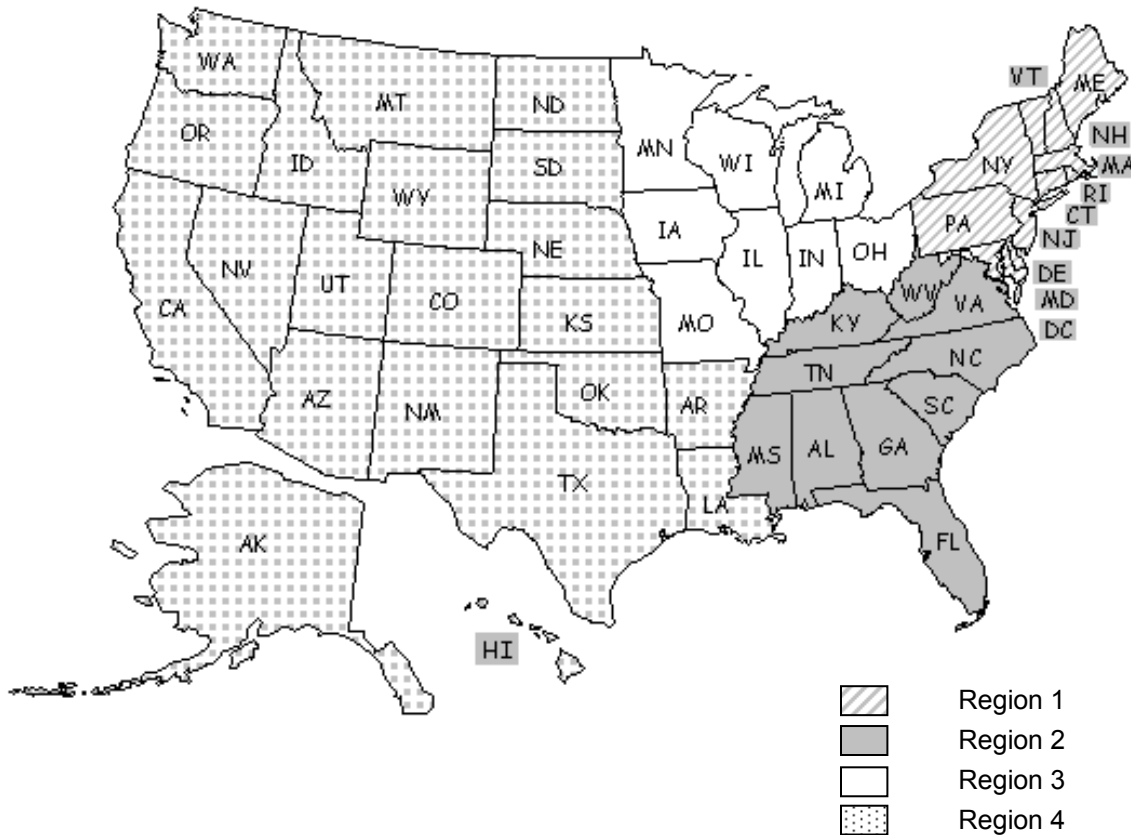 WA
MT
ND
MN
VT
ME
OR
ID
SD
WI
MI
NY
NH
MA
WY
RI
CT
NE
IA
PA
NJ
NV
UT
CO
IL
IN
OH
DE
CA
KS
MO
KY
WV
VA
MD
DC
AZ
NM
OK
AR
TN
NC
SC
MS
AL
GA
TX
LA
AK
FL
HI
Region 1
Region 2
Region 3
Region 4